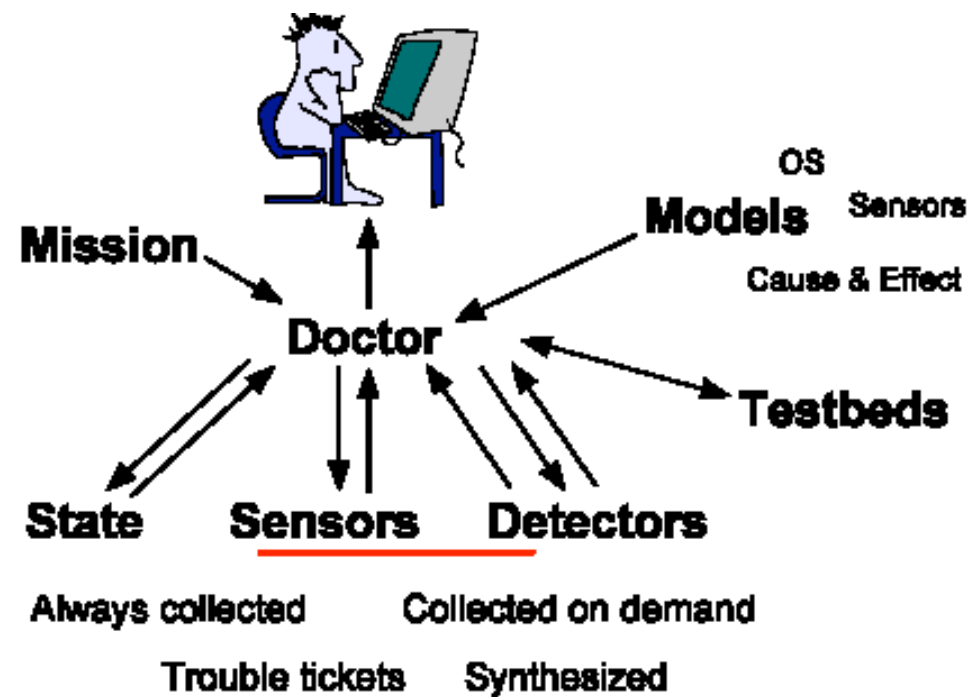 OS
Models
Sensors
Mission
Cause & Effect
Doctor
Testbeds
State Sensors Detectors
Always collected Collected on demand
Trouble tickets Synthesized